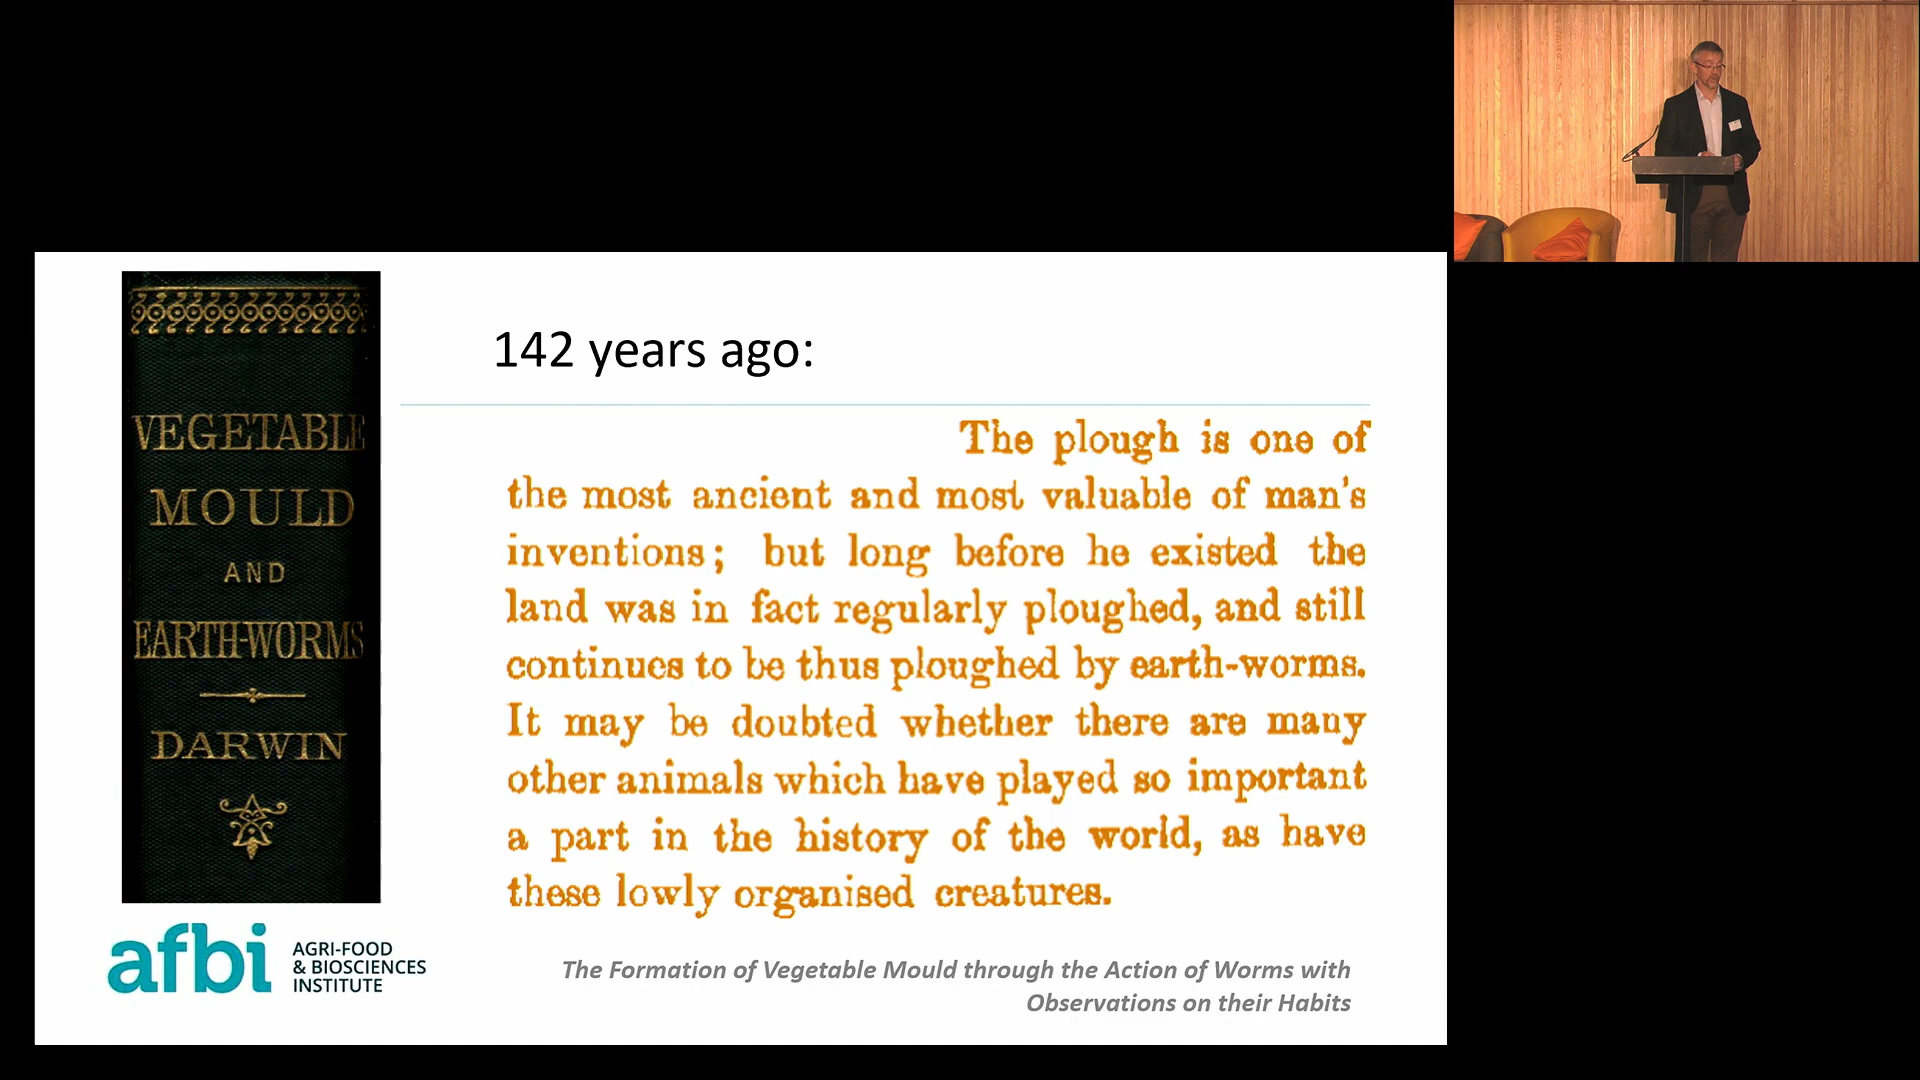 VEGETABLE
MOULD
AND
EARTH-WORMS
DARWIN
142 years ago:
The plough is one of
the most ancient and most valuable of man's
inventions; but long before he existed the
land was in fact regularly ploughed, and still
continues to be thus ploughed by earth-worms.
It may be doubted whether there are many
other animals which have played so important
a part in the history of the world, as have
these lowly organised creatures.
The Formation of Vegetable Mould through the Action of Worms with
Observations on their Habits
afbi
AGRI-FOOD
& BIOSCIENCES
INSTITUTE